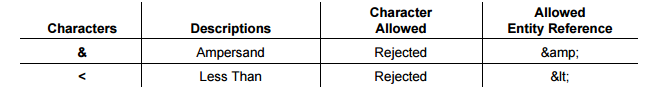 Characters Descriptions Character Allowed Allowed Entity Reference
& Ampersand Rejected &amp;
< Less Than Rejected &lt;